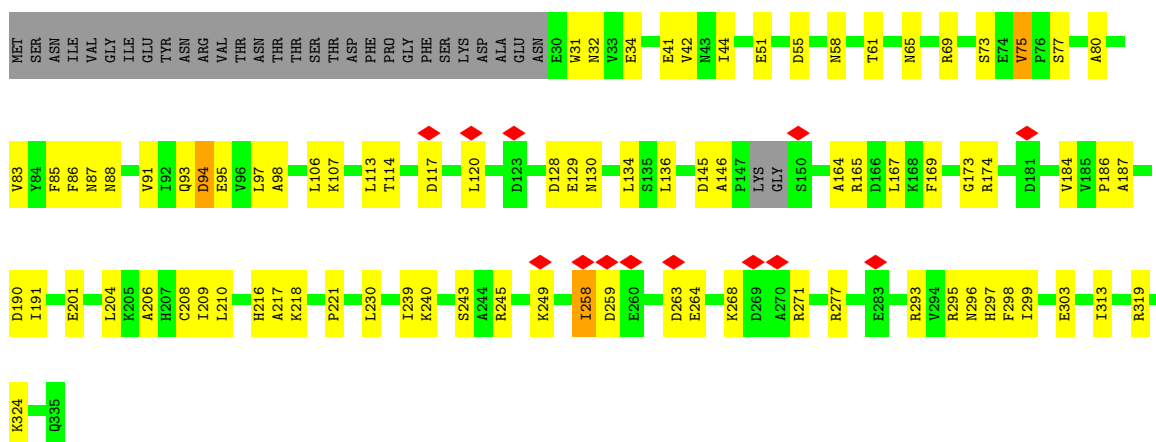 MET SER ASN ILE VAL GLY ILE GLU TYR ASN ARG VAL THR ASN THR THR SER THR ASP PHE PRO GLY PHE SER LYS ASP ALA GLU ASN E30 W31 N32 V33 E34 E41 V42 N43 I44 E51 D55 N58 T61 N65 R69 S73 E74 V75 P76 S77 A80
V83 Y84 F85 F86 N87 N88 V91 I92 Q93 D94 E95 V96 L97 A98 L106 K107 L113 T114 D117 L120 D123 D128 E129 N130 L134 S135 L136 D145 A146 P147 LYS GLY S150 A164 R165 D166 L167 K168 F169 G173 R174 D181 V184 V185 P186 A187
D190 I191 E201 L204 K205 A206 H207 C208 I209 L210 H216 A217 K218 P221 L230 I239 K240 S243 A244 R245 K249 I258 D259 E260 D263 E264 K268 D269 A270 R271 R277 E283 R293 V294 R295 N296 H297 F298 I299 E303 I313 R319
K324 Q335